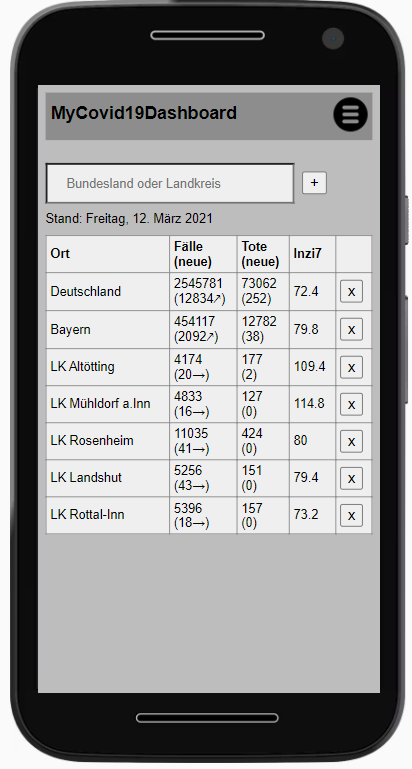 MyCovid19Dashboard
Bundesland oder Landkreis +
Stand: Freitag, 12. März 2021
Ort Fälle (neue) Tote (neue) Inzi7
Deutschland 2545781 (12834↗) 73062 (252) 72.4 x
Bayern 454117 (2092↗) 12782 (38) 79.8 x
LK Altötting 4174 (20→) 177 (2) 109.4 x
LK Mühldorf a.Inn 4833 (16→) 127 (0) 114.8 x
LK Rosenheim 11035 (41→) 424 (0) 80 x
LK Landshut 5256 (43→) 151 (0) 79.4 x
LK Rottal-Inn 5396 (18→) 157 (0) 73.2 x